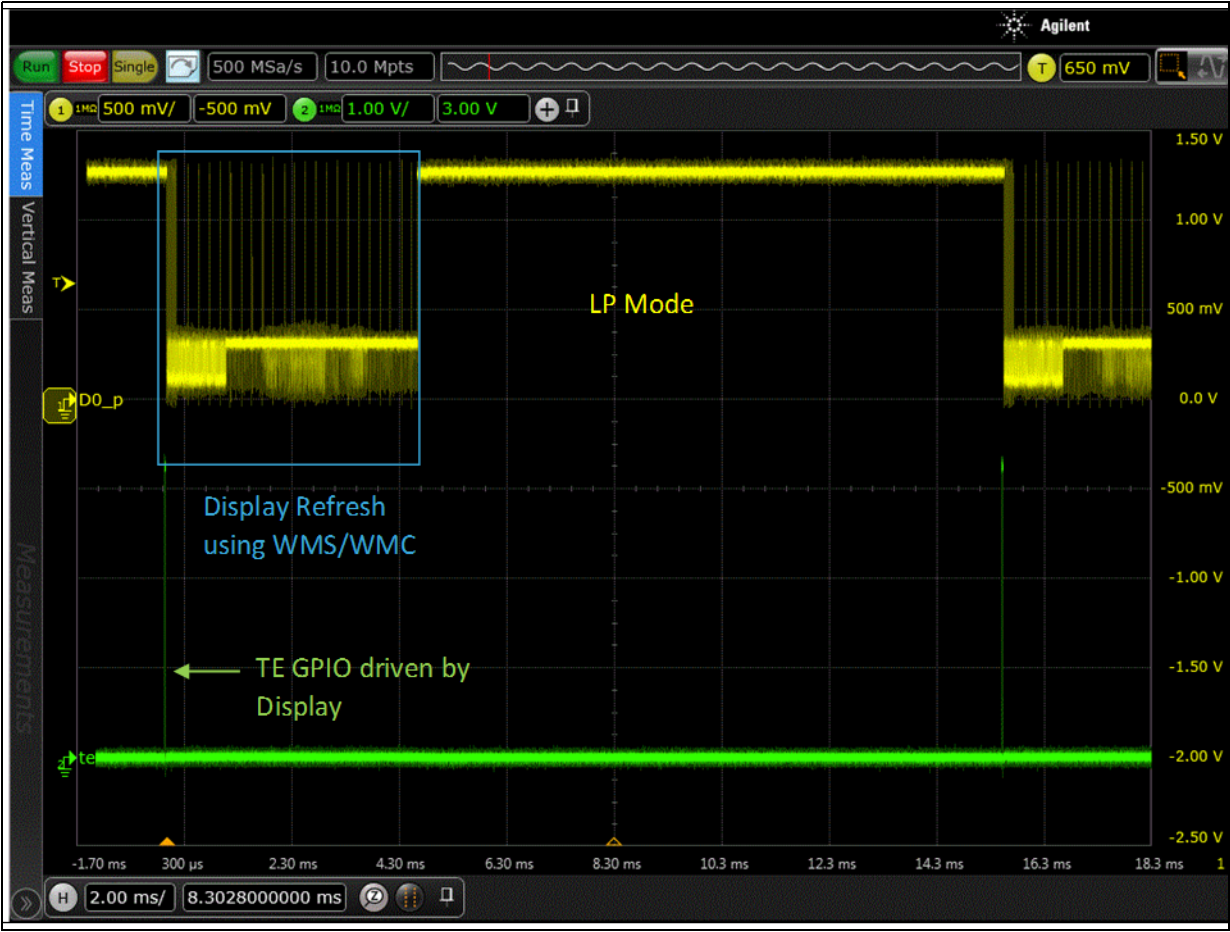 Agilent
Run Stop Single 500 MSa/s 10.0 Mpts T 650 mV
1 1MΩ 500 mV/ -500 mV 2 1MΩ 1.00 V/ 3.00 V
Time Meas
Vertical Meas
Measurements
1.50 V
1.00 V
T
LP Mode
500 mV
1 D0_p
0.0 V
-500 mV
Display Refresh
using WMS/WMC
-1.00 V
TE GPIO driven by
Display
-1.50 V
2 te
-2.00 V
-2.50 V
-1.70 ms 300 µs 2.30 ms 4.30 ms 6.30 ms 8.30 ms 10.3 ms 12.3 ms 14.3 ms 16.3 ms 18.3 ms 1
H 2.00 ms/ 8.3028000000 ms Z